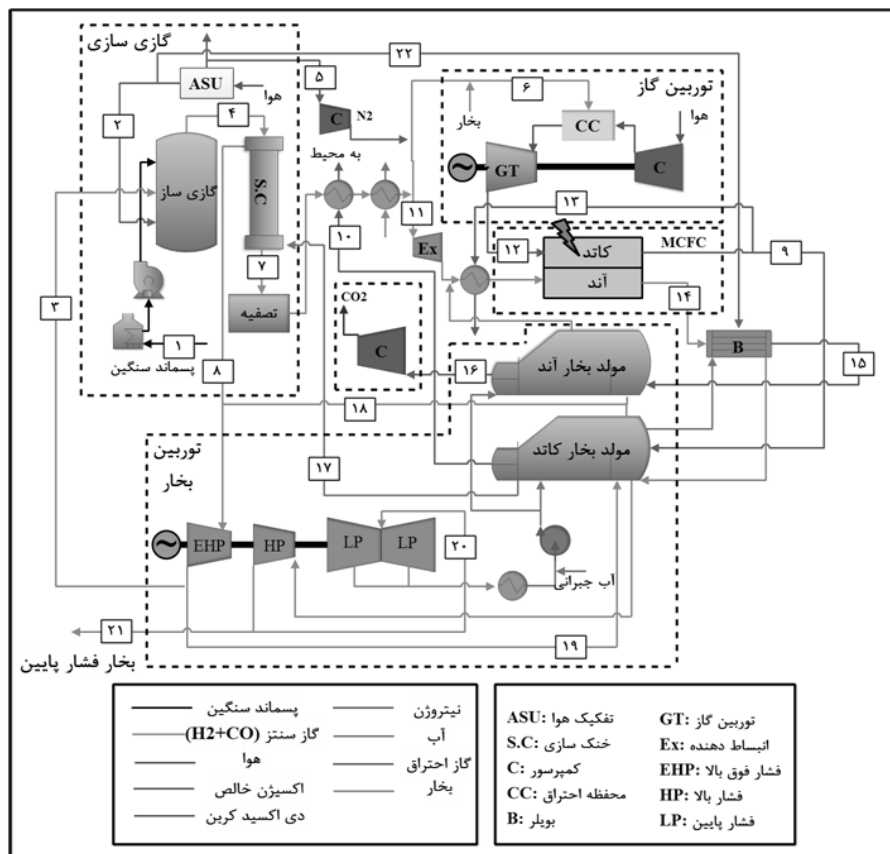 گازی سازی
۲۲
ASU
هوا
۵
۶
توربین گاز
۲
۴
C
N2
بخار
CC
هوا
به محیط
گازی ساز
S.C
GT
C
۱۳
۱۰
۱۱
Ex
۱۲
کاتد
آند
MCFC
۹
۳
۷
تصفیه
CO2
۱۴
C
B
۱
پسماند سنگین
۸
مولد بخار آند
۱۶
۱۵
۱۸
مولد بخار کاتد
توربین بخار
۱۷
EHP
HP
LP
LP
۲۰
آب جبرانی
۲۱
بخار فشار پایین
۱۹
پسماند سنگین
گاز سنتز (H2+CO)
هوا
اکسیژن خالص
دی اکسید کربن
نیتروژن
آب
گاز احتراق
بخار
ASU: تفکیک هوا
S.C: خنک سازی
C: کمپرسور
CC: محفظه احتراق
B: بویلر
GT: توربین گاز
Ex: انبساط دهنده
EHP: فشار فوق بالا
HP: فشار بالا
LP: فشار پایین